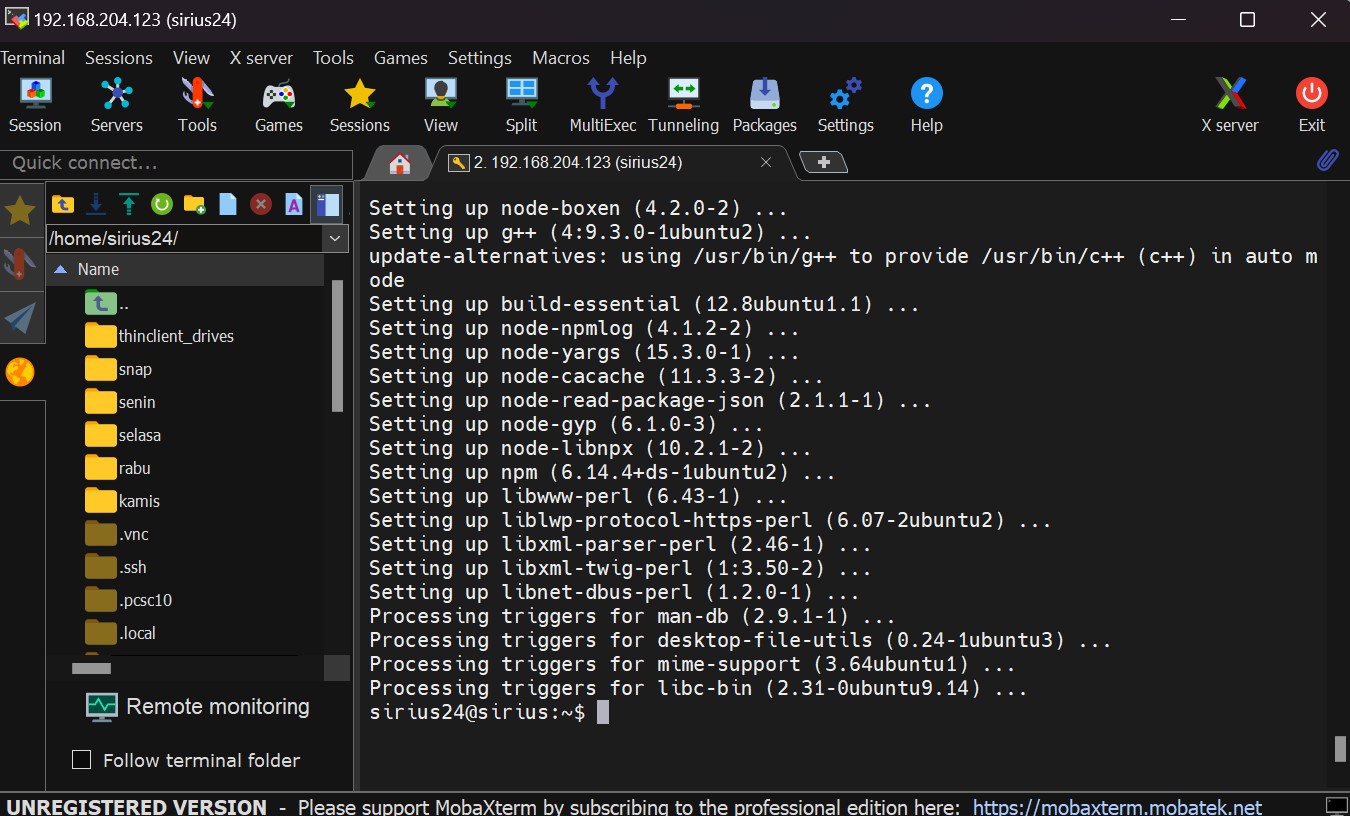 192.168.204.123 (sirius24)
Terminal Sessions View X server Tools Games Settings Macros Help
Session Servers Tools Games Sessions View Split MultiExec Tunneling Packages Settings Help X server Exit
Quick connect...
2. 192.168.204.123 (sirius24)
/home/sirius24/
Name
..
thinclient_drives
snap
senin
selasa
rabu
kamis
.vnc
.ssh
.pcsc10
.local
Remote monitoring
Follow terminal folder
Setting up node-boxen (4.2.0-2) ...
Setting up g++ (4:9.3.0-1ubuntu2) ...
update-alternatives: using /usr/bin/g++ to provide /usr/bin/c++ (c++) in auto m
ode
Setting up build-essential (12.8ubuntu1.1) ...
Setting up node-npmlog (4.1.2-2) ...
Setting up node-yargs (15.3.0-1) ...
Setting up node-cacache (11.3.3-2) ...
Setting up node-read-package-json (2.1.1-1) ...
Setting up node-gyp (6.1.0-3) ...
Setting up node-libnpx (10.2.1-2) ...
Setting up npm (6.14.4+ds-1ubuntu2) ...
Setting up libwww-perl (6.43-1) ...
Setting up liblwp-protocol-https-perl (6.07-2ubuntu2) ...
Setting up libxml-parser-perl (2.46-1) ...
Setting up libxml-twig-perl (1:3.50-2) ...
Setting up libnet-dbus-perl (1.2.0-1) ...
Processing triggers for man-db (2.9.1-1) ...
Processing triggers for desktop-file-utils (0.24-1ubuntu3) ...
Processing triggers for mime-support (3.64ubuntu1) ...
Processing triggers for libc-bin (2.31-0ubuntu9.14) ...
sirius24@sirius:~$
UNREGISTERED VERSION - Please support MobaXterm by subscribing to the professional edition here: https://mobaxterm.mobatek.net